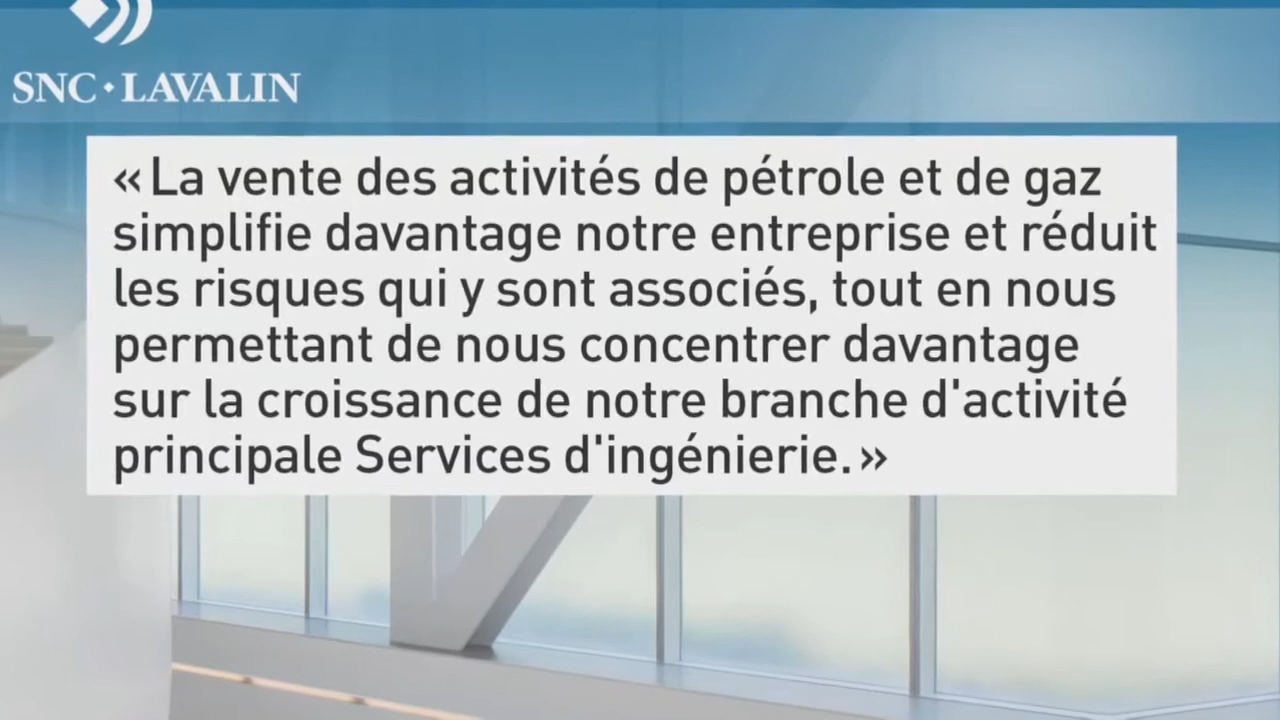 SNC • LAVALIN
« La vente des activités de pétrole et de gaz
simplifie davantage notre entreprise et réduit
les risques qui y sont associés, tout en nous
permettant de nous concentrer davantage
sur la croissance de notre branche d'activité
principale Services d'ingénierie. »